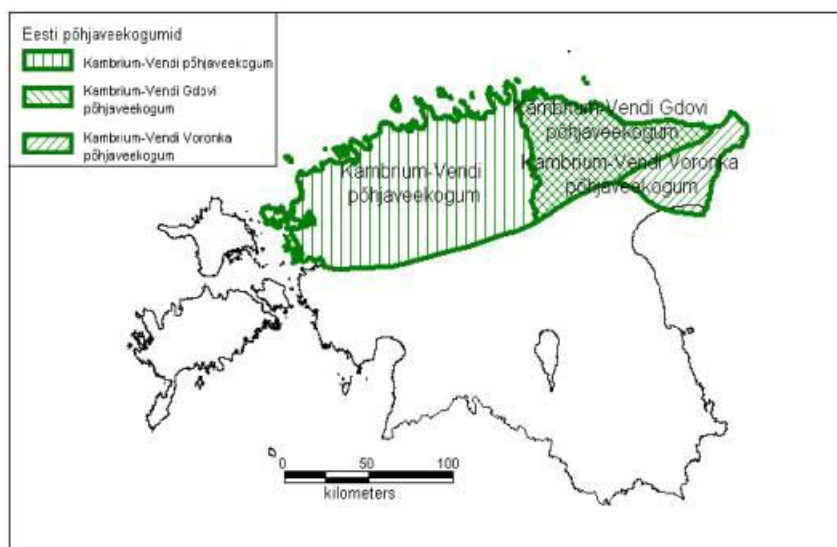 Eesti põhjaveekogumid
Kambrium-Vendi põhjaveekogum
Kambrium-Vendi Gdovi
põhjaveekogum
Kambrium-Vendi Voronka
põhjaveekogum
Kambrium-Vendi Gdovi
põhjaveekogum
Kambrium-Vendi Voronka
põhjaveekogum
Kambrium-Vendi
põhjaveekogum
0 50 100
kilometers